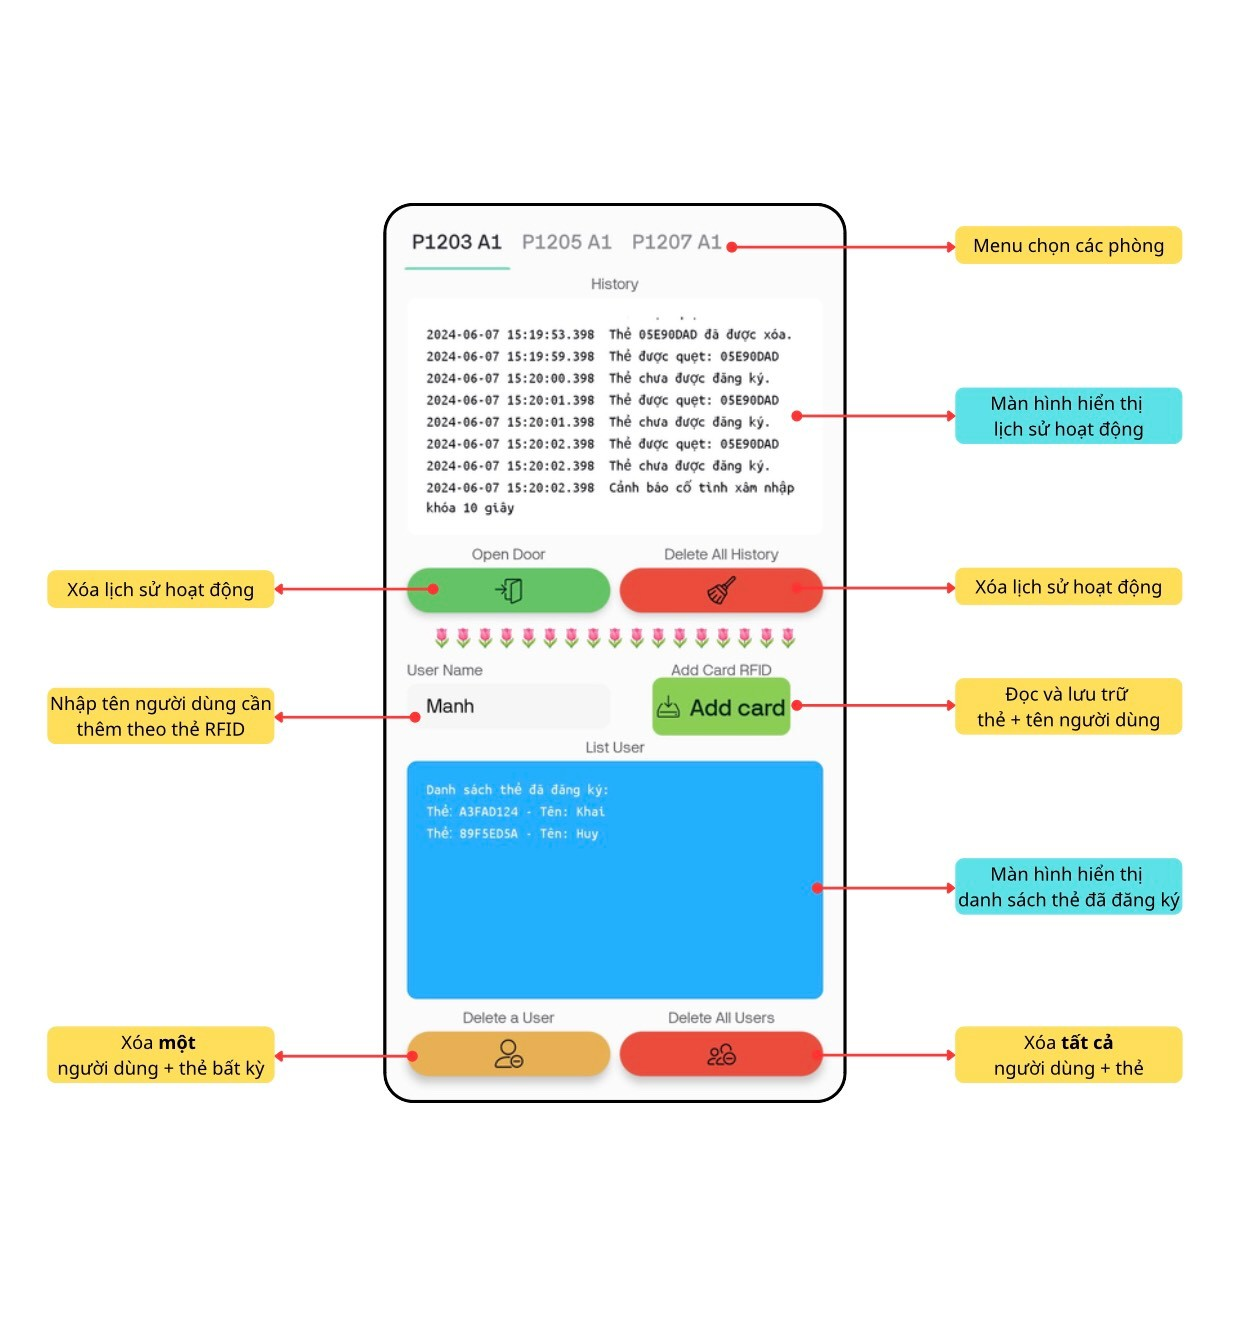 P1203 A1 P1205 A1 P1207 A1
Menu chọn các phòng
History
2024-06-07 15:19:53.398 Thẻ 05E90DAD đã được xóa.
2024-06-07 15:19:59.398 Thẻ được quẹt: 05E90DAD
2024-06-07 15:20:00.398 Thẻ chưa được đăng ký.
2024-06-07 15:20:01.398 Thẻ được quẹt: 05E90DAD
2024-06-07 15:20:01.398 Thẻ chưa được đăng ký.
2024-06-07 15:20:02.398 Thẻ được quẹt: 05E90DAD
2024-06-07 15:20:02.398 Thẻ chưa được đăng ký.
2024-06-07 15:20:02.398 Cảnh báo cố tình xâm nhập
khóa 10 giây
Màn hình hiển thị
lịch sử hoạt động
Open Door
Delete All History
Xóa lịch sử hoạt động
Xóa lịch sử hoạt động
User Name
Add Card RFID
Nhập tên người dùng cần
thêm theo thẻ RFID
Manh
Add card
Đọc và lưu trữ
thẻ + tên người dùng
List User
Danh sách thẻ đã đăng ký:
Thẻ: A3FAD124 - Tên: Khai
Thẻ: 89F5ED5A - Tên: Huy
Màn hình hiển thị
danh sách thẻ đã đăng ký
Delete a User
Delete All Users
Xóa một
người dùng + thẻ bất kỳ
Xóa tất cả
người dùng + thẻ